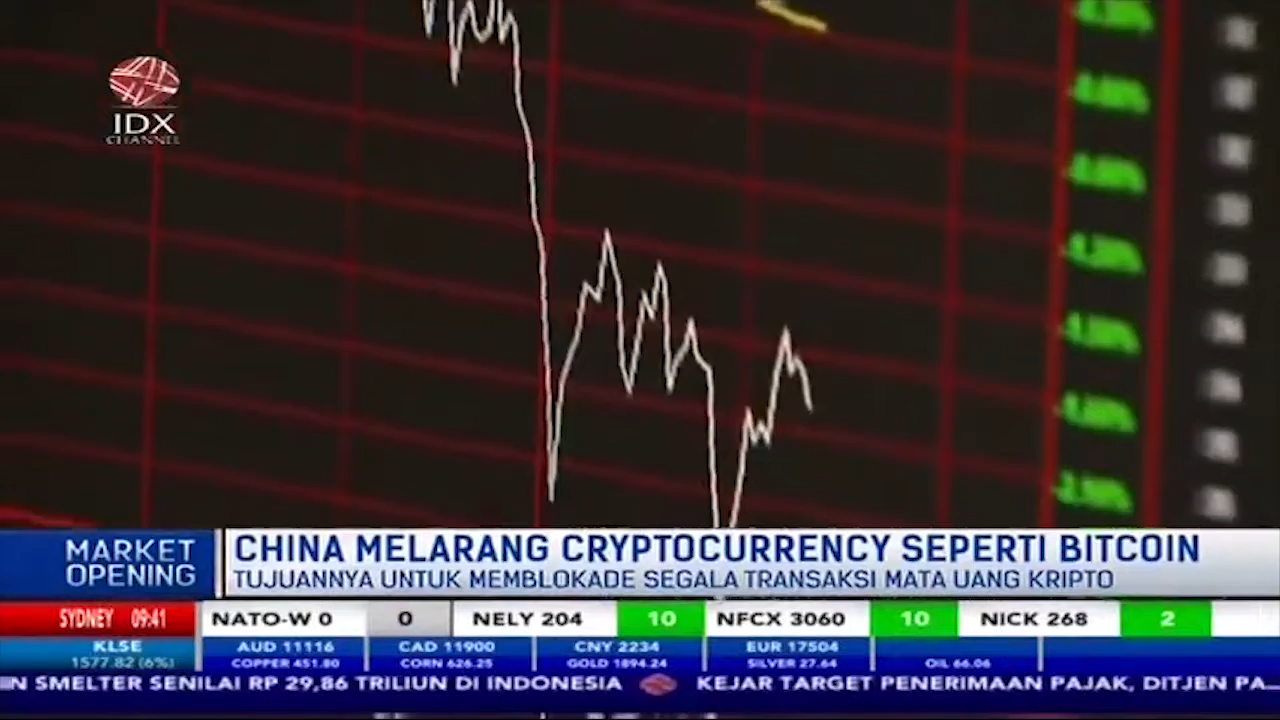 IDX
CHANNEL
MARKET OPENING
CHINA MELARANG CRYPTOCURRENCY SEPERTI BITCOIN
TUJUANNYA UNTUK MEMBLOKADE SEGALA TRANSAKSI MATA UANG KRIPTO
SYDNEY 09:41 NATO-W 0 0 NELY 204 10 NFCX 3060 10 NICK 268 2
KLSE AUD 11116 CAD 11900 CNY 2234 EUR 17504
1577.82 (6%) COPPER 451.80 CORN 626.25 GOLD 1894.24 SILVER 27.64 OIL 66.06
N SMELTER SENILAI RP 29,86 TRILIUN DI INDONESIA KEJAR TARGET PENERIMAAN PAJAK, DITJEN PA...